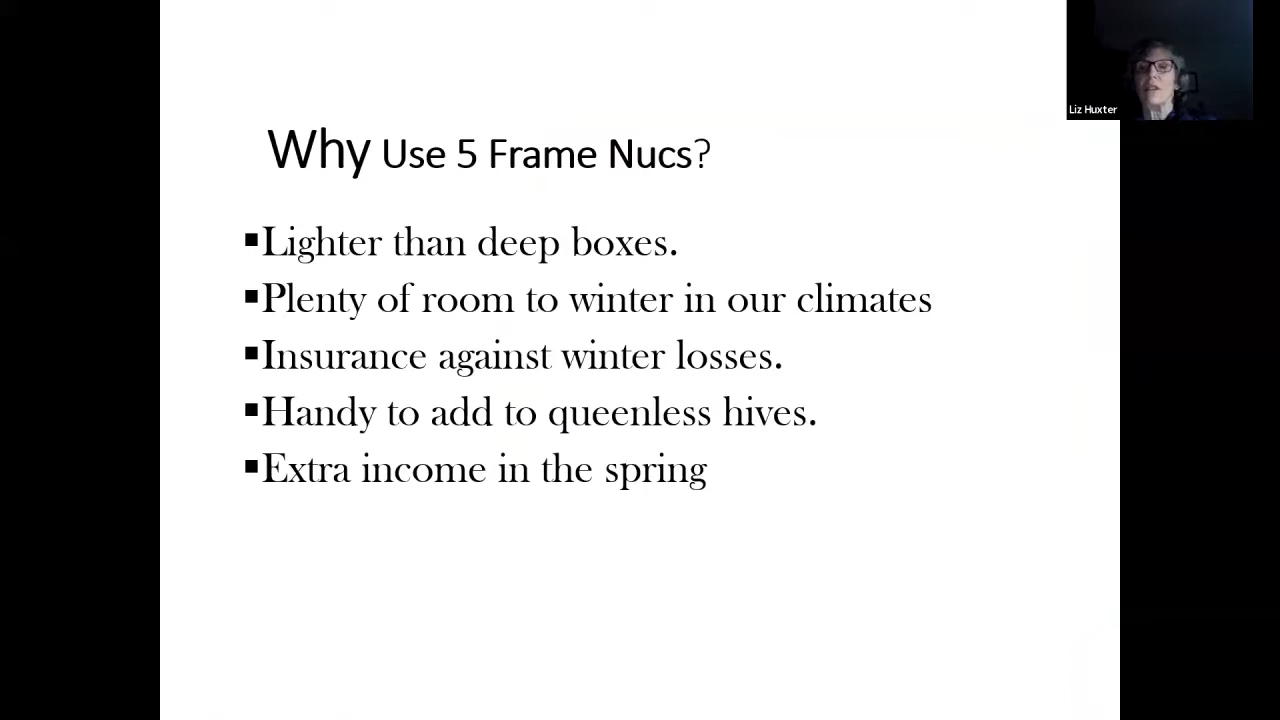 Liz Huxter
Why Use 5 Frame Nucs?
▪Lighter than deep boxes.
▪Plenty of room to winter in our climates
▪Insurance against winter losses.
▪Handy to add to queenless hives.
▪Extra income in the spring